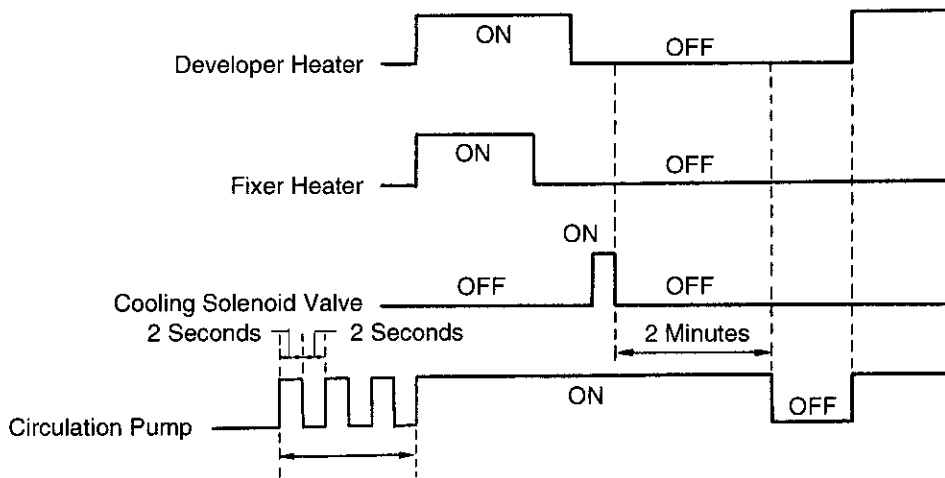 ON
Developer Heater
OFF
ON
Fixer Heater
OFF
ON
Cooling Solenoid Valve
OFF
OFF
2 Seconds
2 Seconds
2 Minutes
Circulation Pump
ON
OFF